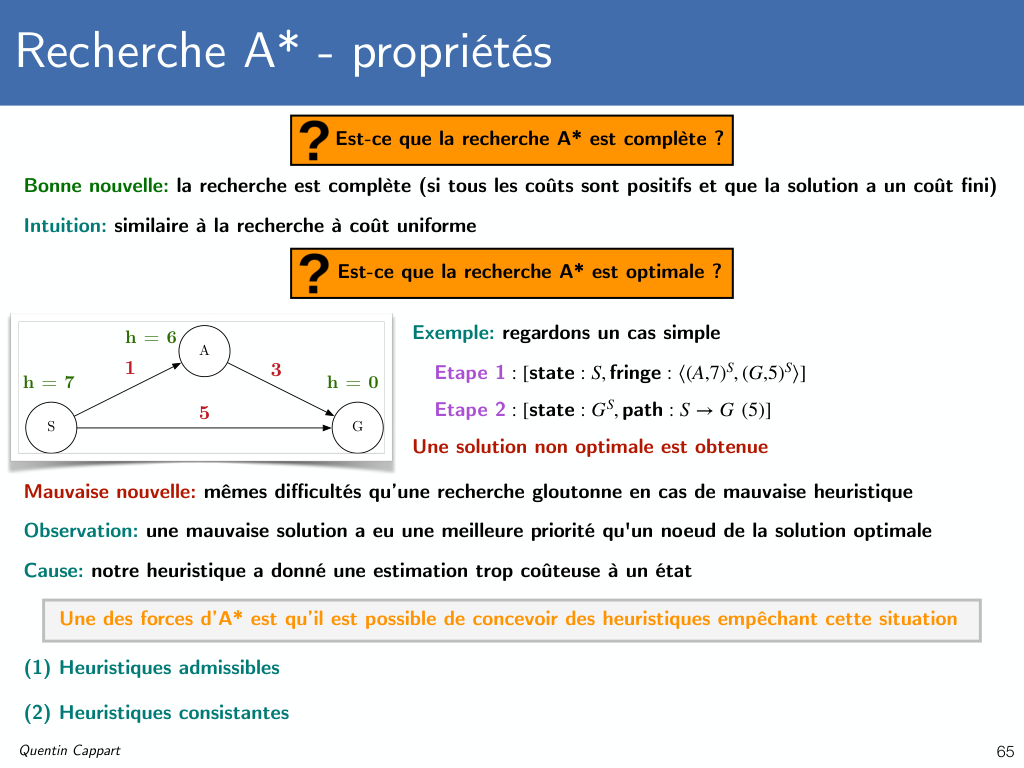 Recherche A* - propriétés
? Est-ce que la recherche A* est complète ?
Bonne nouvelle: la recherche est complète (si tous les coûts sont positifs et que la solution a un coût fini)
Intuition: similaire à la recherche à coût uniforme
? Est-ce que la recherche A* est optimale ?
h = 6
A
1
3
h = 7
h = 0
5
S
G
Exemple: regardons un cas simple
Etape 1 : [state : S, fringe : ⟨(A,7)^S, (G,5)^S⟩]
Etape 2 : [state : G^S, path : S → G (5)]
Une solution non optimale est obtenue
Mauvaise nouvelle: mêmes difficultés qu'une recherche gloutonne en cas de mauvaise heuristique
Observation: une mauvaise solution a eu une meilleure priorité qu'un noeud de la solution optimale
Cause: notre heuristique a donné une estimation trop coûteuse à un état
Une des forces d'A* est qu'il est possible de concevoir des heuristiques empêchant cette situation
(1) Heuristiques admissibles
(2) Heuristiques consistantes
Quentin Cappart
65